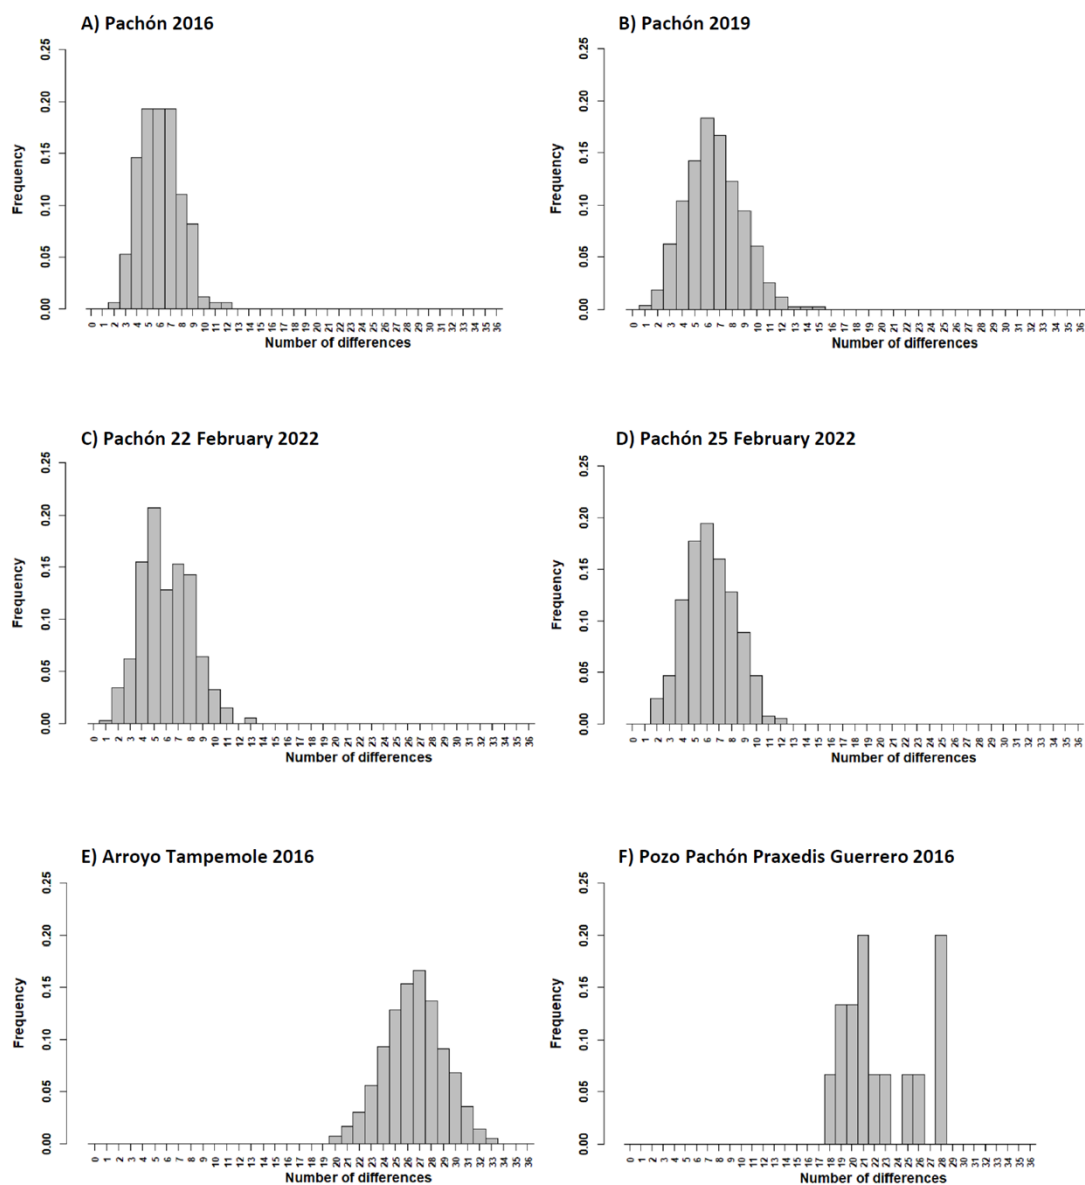 A) Pachón 2016
0.25
0.20
0.15
0.10
0.05
0.00
Frequency
0 1 2 3 4 5 6 7 8 9 10 11 12 13 14 15 16 17 18 19 20 21 22 23 24 25 26 27 28 29 30 31 32 33 34 35 36
Number of differences
B) Pachón 2019
0.25
0.20
0.15
0.10
0.05
0.00
Frequency
0 1 2 3 4 5 6 7 8 9 10 11 12 13 14 15 16 17 18 19 20 21 22 23 24 25 26 27 28 29 30 31 32 33 34 35 36
Number of differences
C) Pachón 22 February 2022
0.25
0.20
0.15
0.10
0.05
0.00
Frequency
0 1 2 3 4 5 6 7 8 9 10 11 12 13 14 15 16 17 18 19 20 21 22 23 24 25 26 27 28 29 30 31 32 33 34 35 36
Number of differences
D) Pachón 25 February 2022
0.25
0.20
0.15
0.10
0.05
0.00
Frequency
0 1 2 3 4 5 6 7 8 9 10 11 12 13 14 15 16 17 18 19 20 21 22 23 24 25 26 27 28 29 30 31 32 33 34 35 36
Number of differences
E) Arroyo Tampemole 2016
0.25
0.20
0.15
0.10
0.05
0.00
Frequency
0 1 2 3 4 5 6 7 8 9 10 11 12 13 14 15 16 17 18 19 20 21 22 23 24 25 26 27 28 29 30 31 32 33 34 35 36
Number of differences
F) Pozo Pachón Praxedis Guerrero 2016
0.25
0.20
0.15
0.10
0.05
0.00
Frequency
0 1 2 3 4 5 6 7 8 9 10 11 12 13 14 15 16 17 18 19 20 21 22 23 24 25 26 27 28 29 30 31 32 33 34 35 36
Number of differences